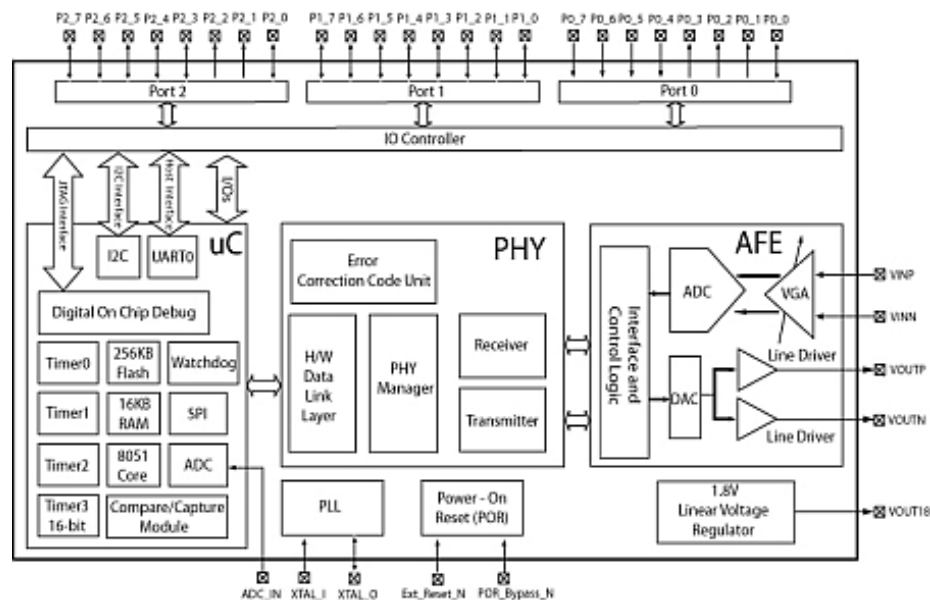 P2_7 P2_6 P2_5 P2_4 P2_3 P2_2 P2_1 P2_0 P1_7 P1_6 P1_5 P1_4 P1_3 P1_2 P1_1 P1_0 P0_7 P0_6 P0_5 P0_4 P0_3 P0_2 P0_1 P0_0
Port 2
Port 1
Port 0
IO Controller
JTAG Interface
I2C Interface
Host Interface
I/Os
uC
I2C
UART0
Digital On Chip Debug
Timer0
256KB
Flash
Watchdog
Timer1
16KB
RAM
SPI
Timer2
8051
Core
ADC
Timer3
16-bit
Compare/Capture
Module
PHY
Error
Correction Code Unit
H/W
Data
Link
Layer
PHY
Manager
Receiver
Transmitter
AFE
Interface and
Control Logic
ADC
VGA
Line Driver
DAC
Line Driver
VINP
VINN
VOUTP
VOUTN
PLL
Power - On
Reset (POR)
1.8V
Linear Voltage
Regulator
VOUT18
ADC_IN
XTAL_I
XTAL_O
Ext_Reset_N
POR_Bypass_N